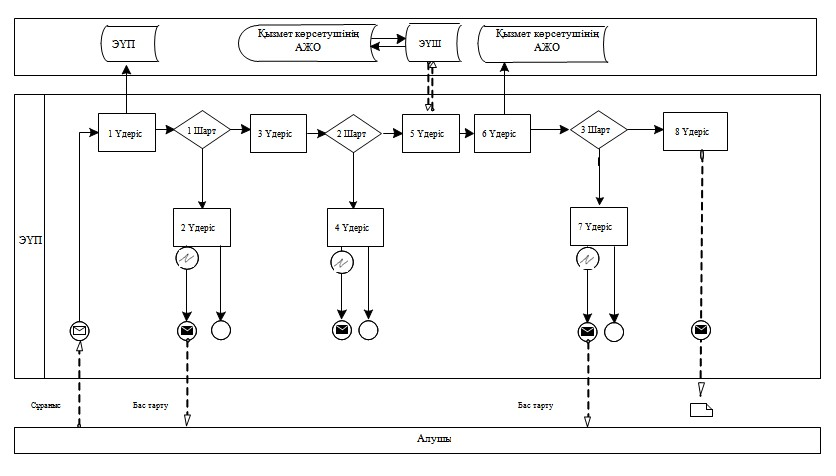 ЭҮП
Қызмет көрсетушінің
АЖО
ЭҮШ
Қызмет көрсетушінің
АЖО
1 Үдеріс
1 Шарт
3 Үдеріс
2 Шарт
5 Үдеріс
6 Үдеріс
3 Шарт
8 Үдеріс
2 Үдеріс
4 Үдеріс
7 Үдеріс
ЭҮП
Сұраныс
Бас тарту
Бас тарту
Алушы